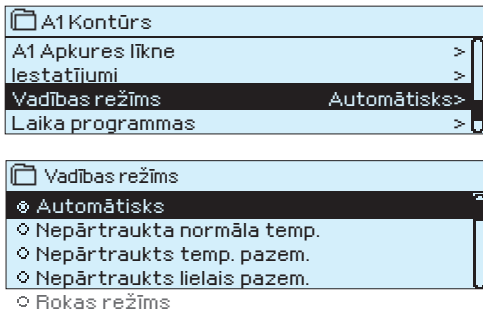 A1 Kontūrs
A1 Apkures līkne >
Iestatījumi >
Vadības režīms Automātisks>
Laika programmas >
Vadības režīms
Automātisks
Nepārtraukta normāla temp.
Nepārtraukts temp. pazem.
Nepārtraukts lielais pazem.
Rokas režīms